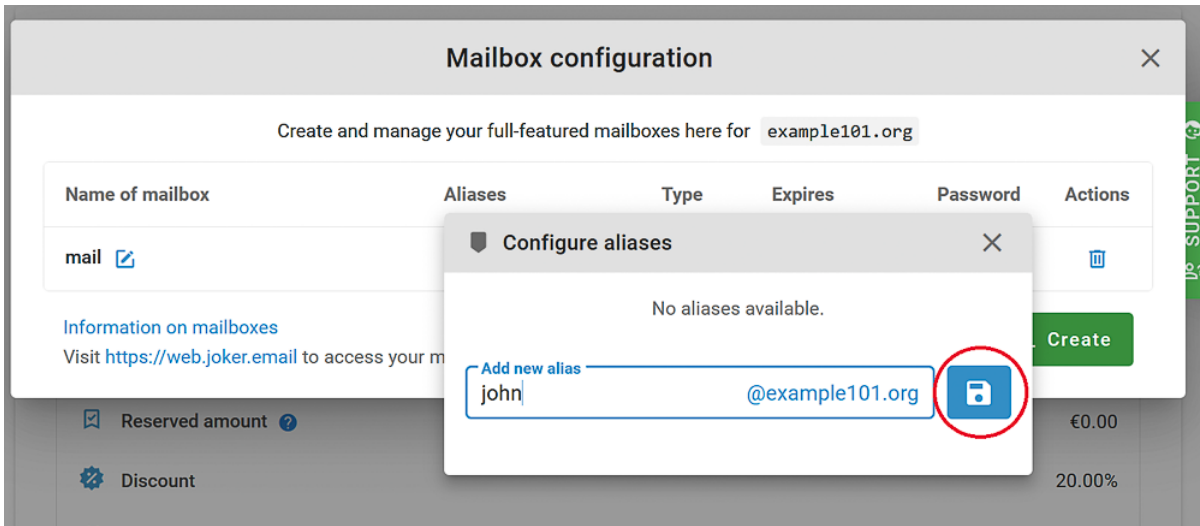 Mailbox configuration
Create and manage your full-featured mailboxes here for example101.org
Name of mailbox Aliases Type Expires Password Actions
mail
Configure aliases
No aliases available.
Add new alias
john @example101.org
Information on mailboxes
Visit https://web.joker.email to access your m
Create
Reserved amount ? €0.00
Discount 20.00%
SUPPORT